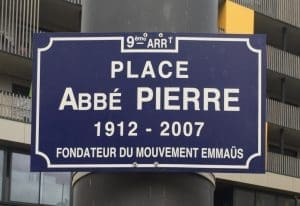 9ème ARRT
PLACE
ABBÉ PIERRE
1912 - 2007
FONDATEUR DU MOUVEMENT EMMAÜS